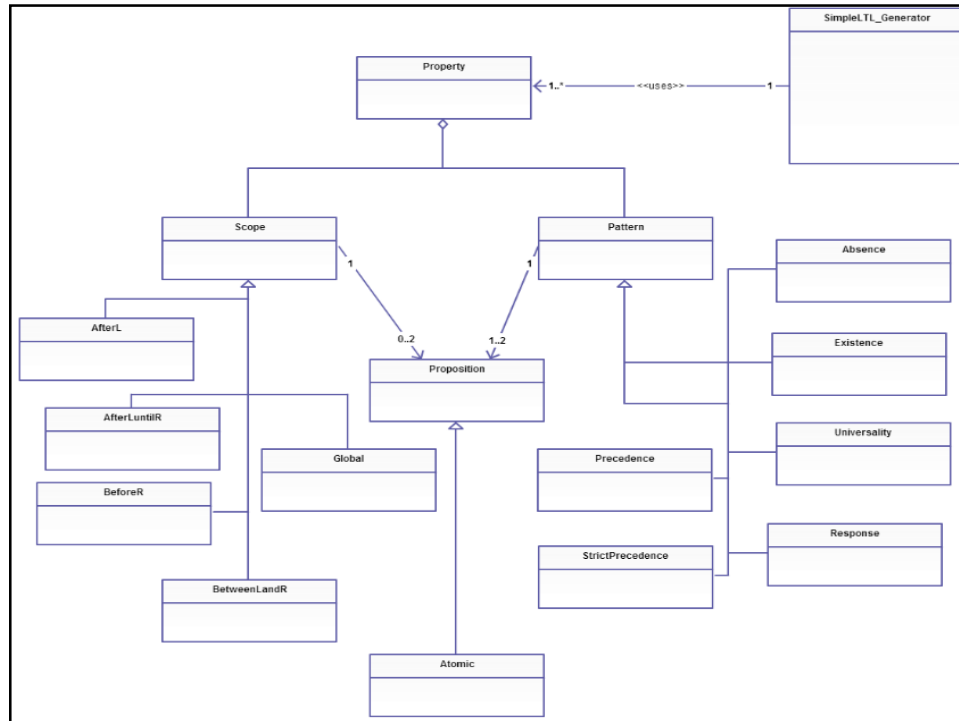 SimpleLTL_Generator
Property
1..*
<<uses>>
1
Scope
Pattern
1
1
Absence
AfterL
0..2
1..2
Existence
Proposition
AfterLuntilR
Global
Precedence
Universality
BeforeR
Response
StrictPrecedence
BetweenLandR
Atomic